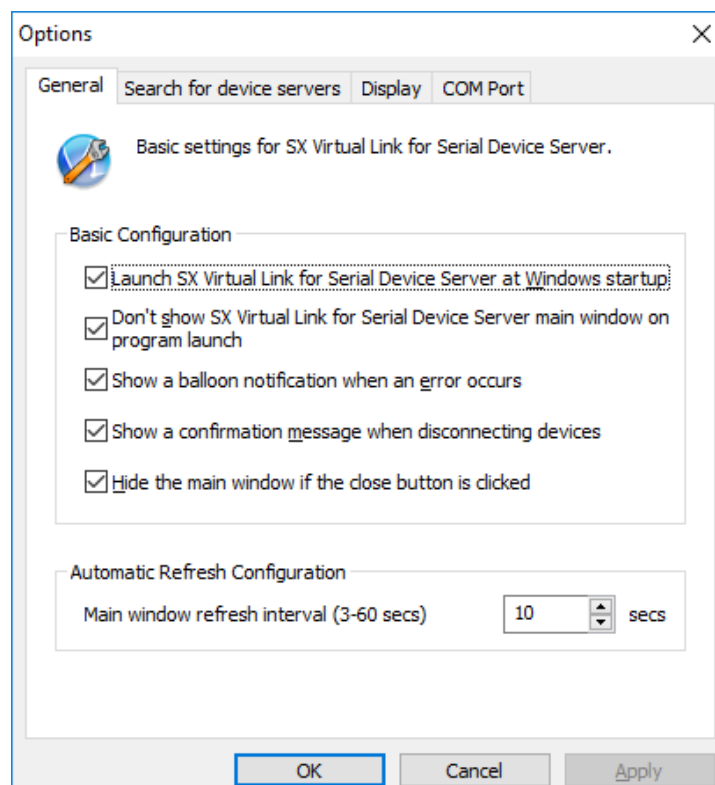 Options
General Search for device servers Display COM Port
Basic settings for SX Virtual Link for Serial Device Server.
Basic Configuration
Launch SX Virtual Link for Serial Device Server at Windows startup
Don't show SX Virtual Link for Serial Device Server main window on
program launch
Show a balloon notification when an error occurs
Show a confirmation message when disconnecting devices
Hide the main window if the close button is clicked
Automatic Refresh Configuration
Main window refresh interval (3-60 secs) 10 secs
OK Cancel Apply